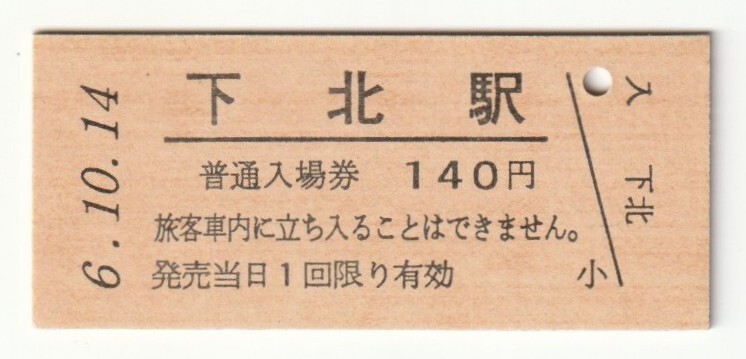 6.10.14
下北駅
普通入場券 140円
旅客車内に立ち入ることはできません。
発売当日1回限り有効
小
入
下北